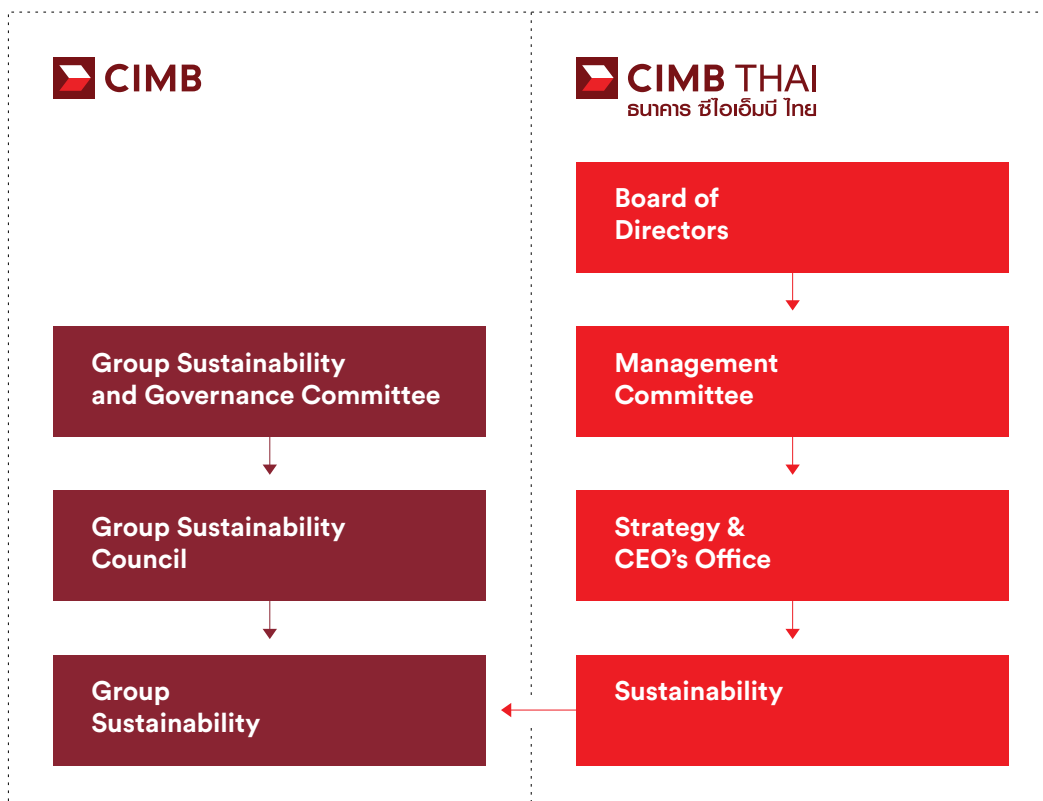 CIMB
Group Sustainability
and Governance Committee
Group Sustainability
Council
Group
Sustainability
CIMB THAI
ธนาคาร ซีไอเอ็มบี ไทย
Board of
Directors
Management
Committee
Strategy &
CEO’s Office
Sustainability